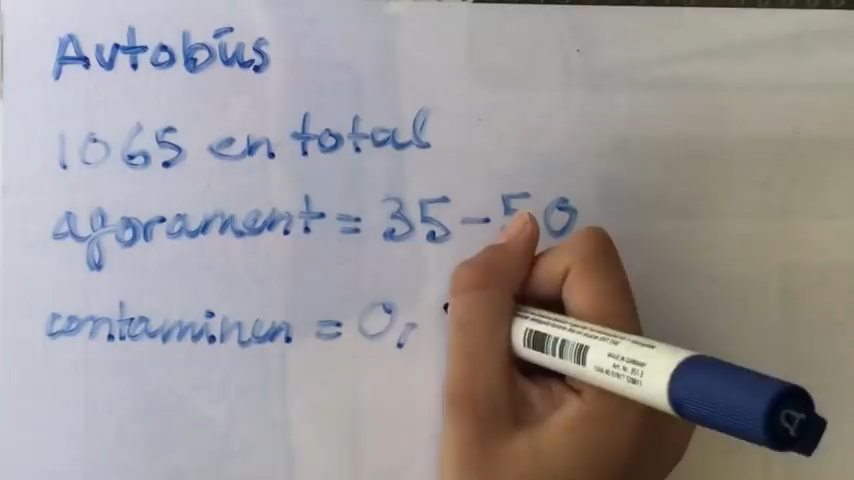 Autobús
1065 en total
aforament = 35-50
contaminen = 0,